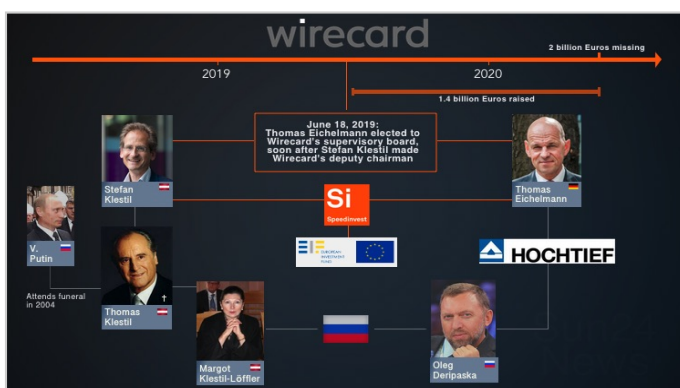 wirecard
2 billion Euros missing
2019
2020
1.4 billion Euros raised
June 18, 2019:
Thomas Eichelmann elected to
Wirecard's supervisory board,
soon after Stefan Klestil made
Wirecard's deputy chairman
Stefan
Klestil
Thomas
Eichelmann
Si
Speedinvest
V.
Putin
EIF
EUROPEAN
INVESTMENT
FUND
HOCHTIEF
Attends funeral
in 2004
Thomas
Klestil
Margot
Klestil-Löffler
Oleg
Deripaska